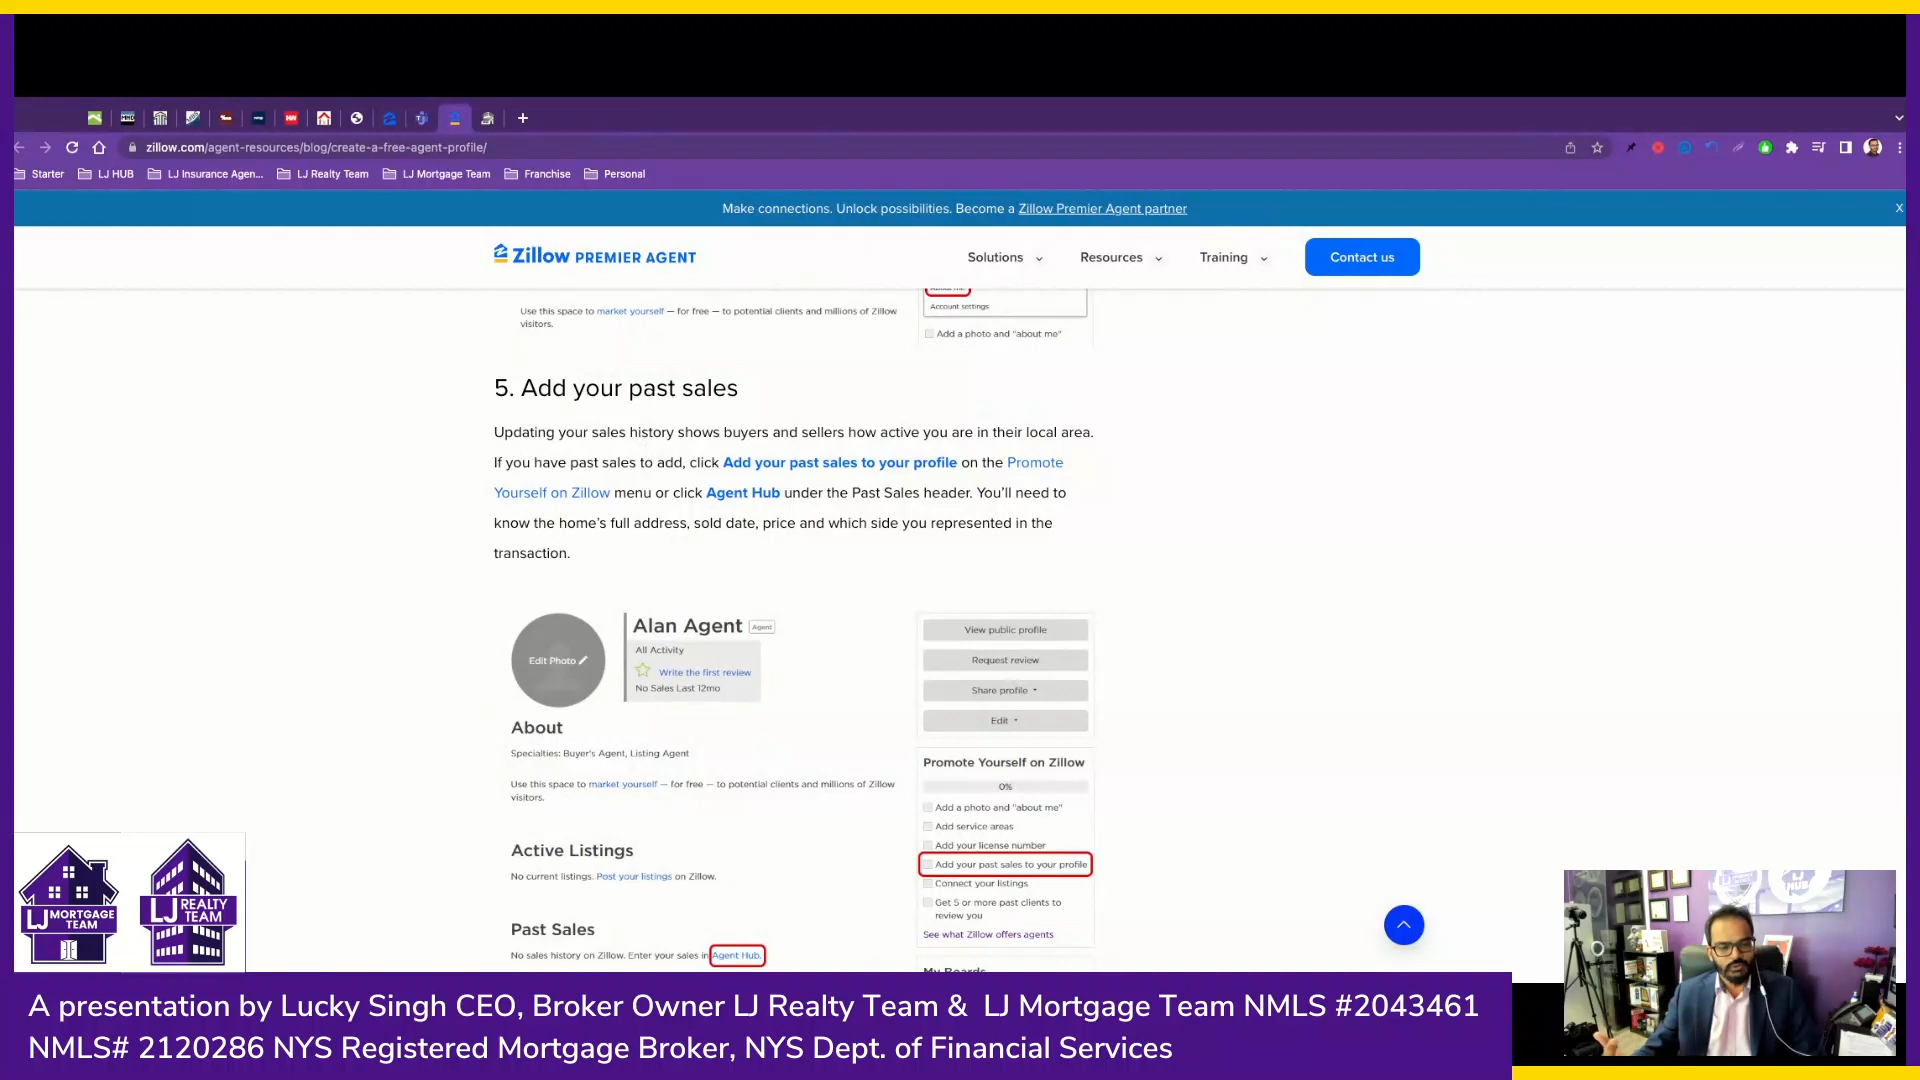 zillow.com/agent-resources/blog/create-a-free-agent-profile/
Starter LJ HUB LJ Insurance Agen... LJ Realty Team LJ Mortgage Team Franchise Personal
Make connections. Unlock possibilities. Become a Zillow Premier Agent partner X
Zillow PREMIER AGENT Solutions Resources Training Contact us
Account settings
Use this space to market yourself — for free — to potential clients and millions of Zillow
visitors.
Add a photo and "about me"
5. Add your past sales
Updating your sales history shows buyers and sellers how active you are in their local area.
If you have past sales to add, click Add your past sales to your profile on the Promote
Yourself on Zillow menu or click Agent Hub under the Past Sales header. You'll need to
know the home's full address, sold date, price and which side you represented in the
transaction.
Edit Photo
Alan Agent Agent
All Activity
Write the first review
No Sales Last 12mo
About
Specialties: Buyer's Agent, Listing Agent
Use this space to market yourself — for free — to potential clients and millions of Zillow
visitors.
Active Listings
No current listings. Post your listings on Zillow.
Past Sales
No sales history on Zillow. Enter your sales in Agent Hub.
View public profile
Request review
Share profile
Edit
Promote Yourself on Zillow
0%
Add a photo and "about me"
Add service areas
Add your license number
Add your past sales to your profile
Connect your listings
Get 5 or more past clients to
review you
See what Zillow offers agents
My Boards
LJ MORTGAGE
TEAM
LJ REALTY
TEAM
A presentation by Lucky Singh CEO, Broker Owner LJ Realty Team & LJ Mortgage Team NMLS #2043461
NMLS# 2120286 NYS Registered Mortgage Broker, NYS Dept. of Financial Services